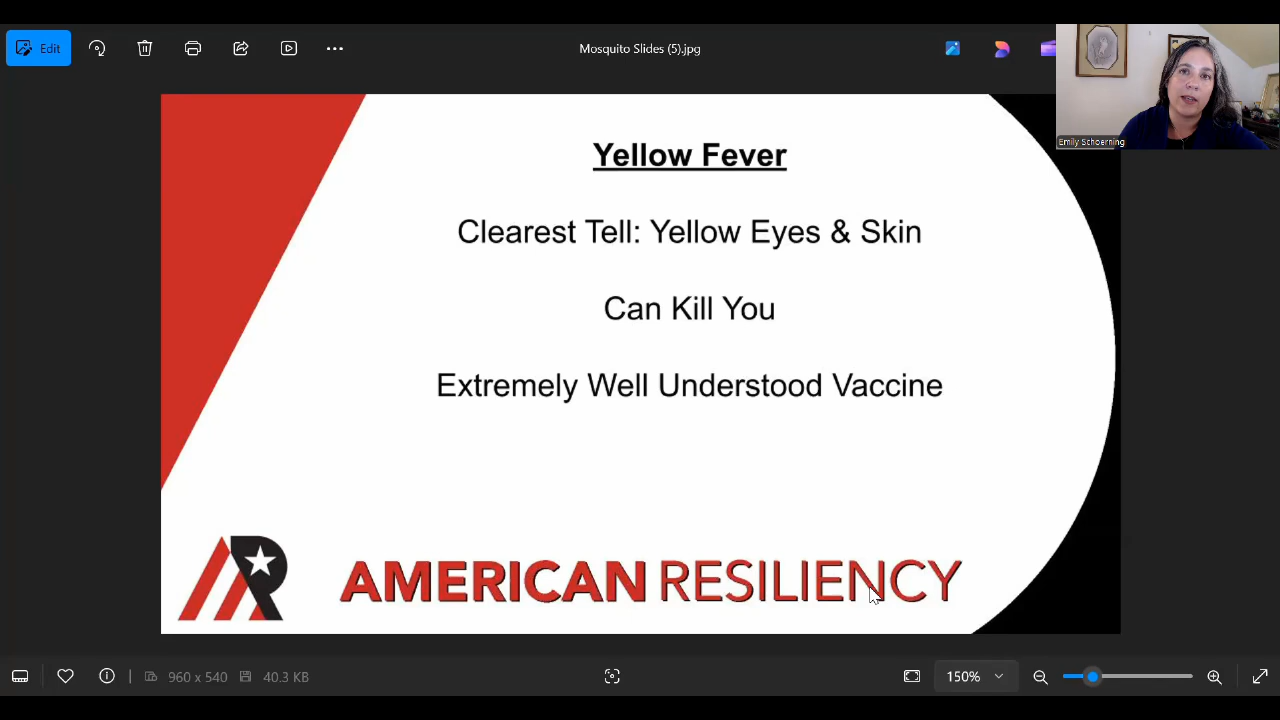 Edit
Mosquito Slides (5).jpg
Emily Schoerning
Yellow Fever
Clearest Tell: Yellow Eyes & Skin
Can Kill You
Extremely Well Understood Vaccine
AR
AMERICAN RESILIENCY
960 x 540
40.3 KB
150%